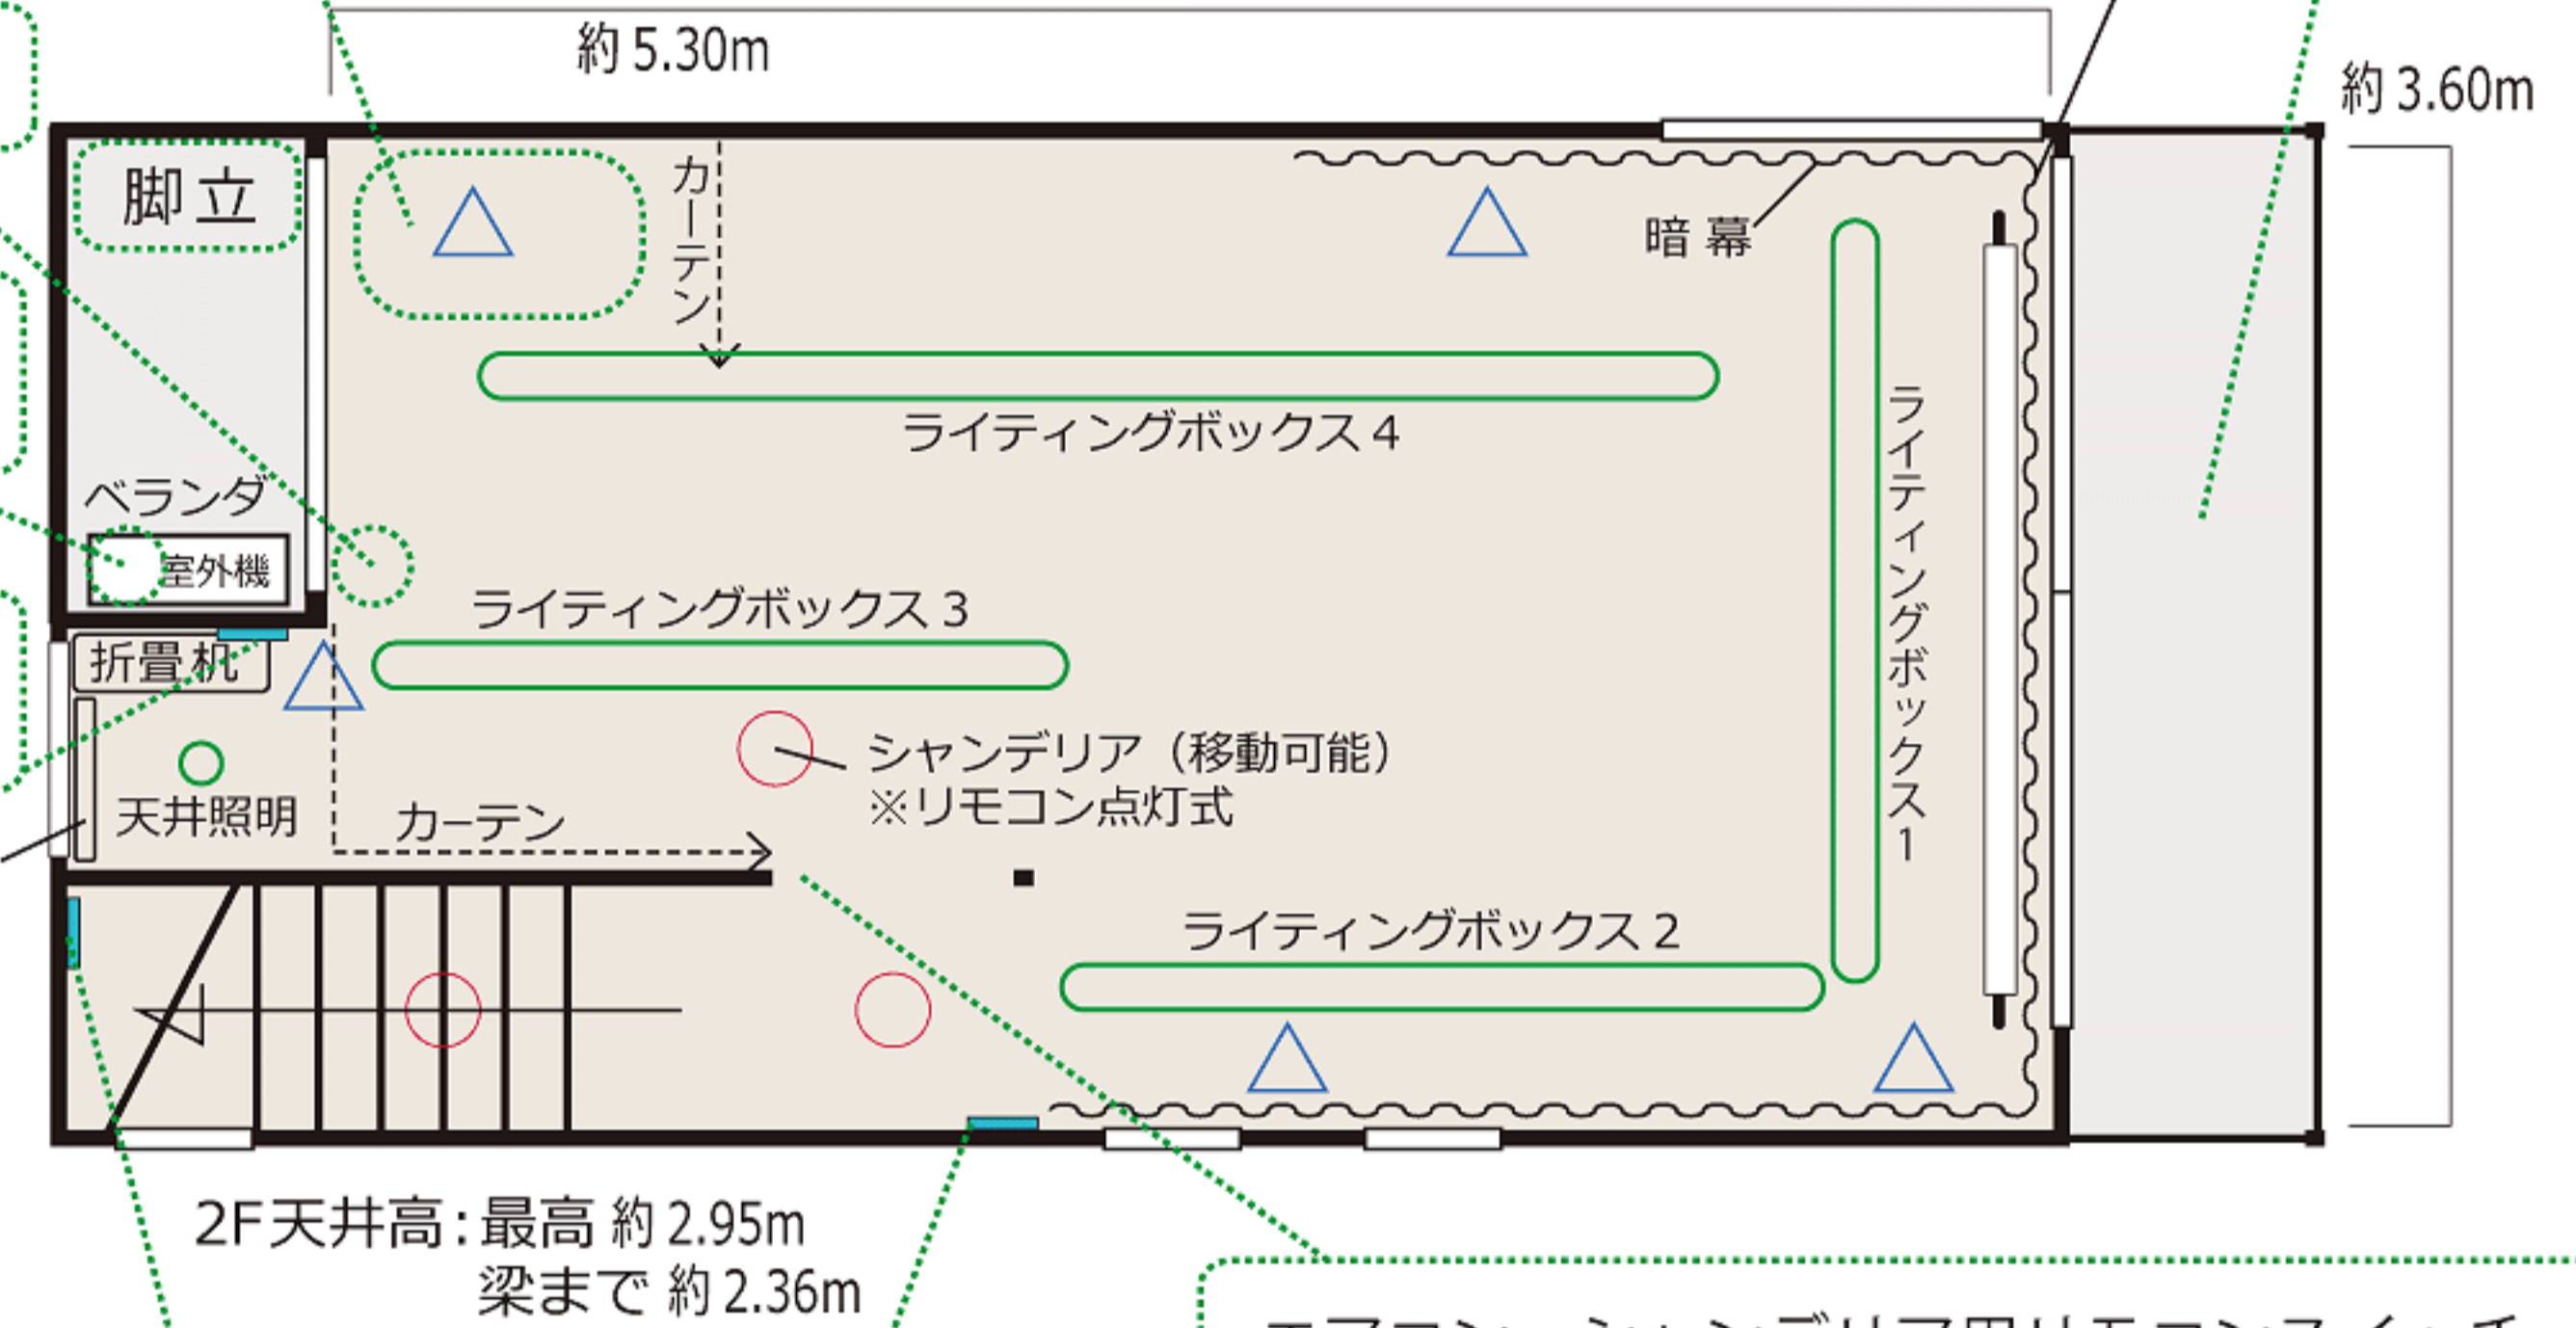 約 5.30m
約 3.60m
脚 立
カーテン
暗 幕
ライティングボックス 4
ライティングボックス 1
ベランダ
室外機
ライティングボックス 3
折畳 机
シャンデリア（移動可能）
※リモコン点灯式
天井照明
カーテン
ライティングボックス 2
2F 天井高 : 最高 約 2.95m
梁まで 約 2.36m